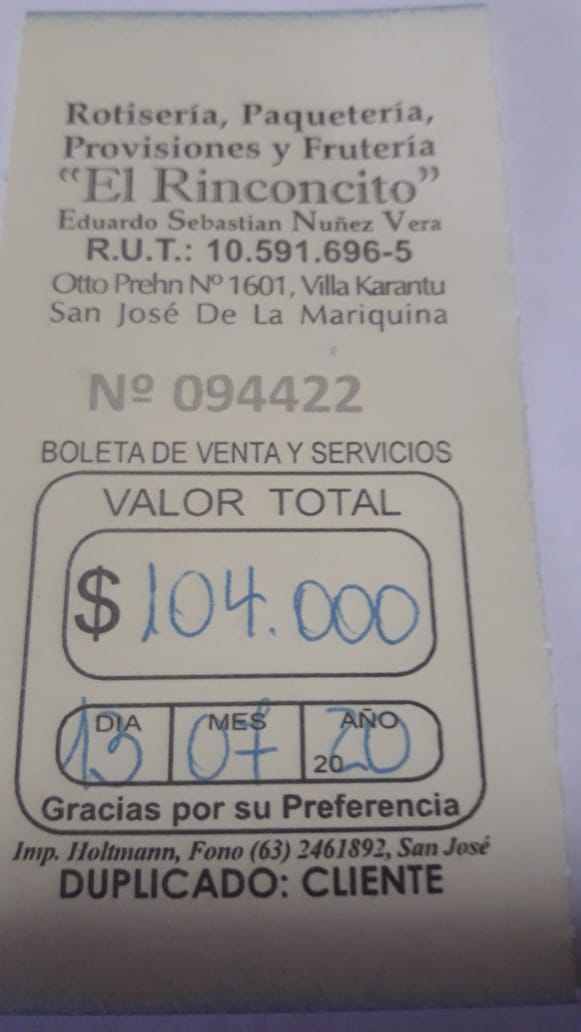 Rotisería, Paquetería,
Provisiones y Frutería
“El Rinconcito”
Eduardo Sebastian Nuñez Vera
R.U.T.: 10.591.696-5
Otto Prehn Nº 1601, Villa Karantu
San José De La Mariquina
Nº 094422
BOLETA DE VENTA Y SERVICIOS
VALOR TOTAL
$ 104.000
DIA MES AÑO
13 07 2020
Gracias por su Preferencia
Imp. Holtmann, Fono (63) 2461892, San José
DUPLICADO: CLIENTE